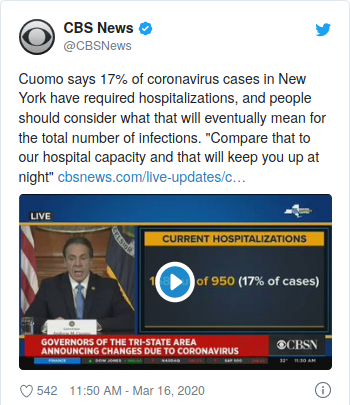 CBS News
@CBSNews
Cuomo says 17% of coronavirus cases in New
York have required hospitalizations, and people
should consider what that will eventually mean for
the total number of infections. "Compare that to
our hospital capacity and that will keep you up at
night" cbsnews.com/live-updates/c…
LIVE
CURRENT HOSPITALIZATIONS
of 950 (17% of cases)
GOVERNORS OF THE TRI-STATE AREA
ANNOUNCING CHANGES DUE TO CORONAVIRUS
CBSN
FINANCE DOW JONES NASDAQ S&P 500 32° 11:50 AM
542 11:50 AM - Mar 16, 2020